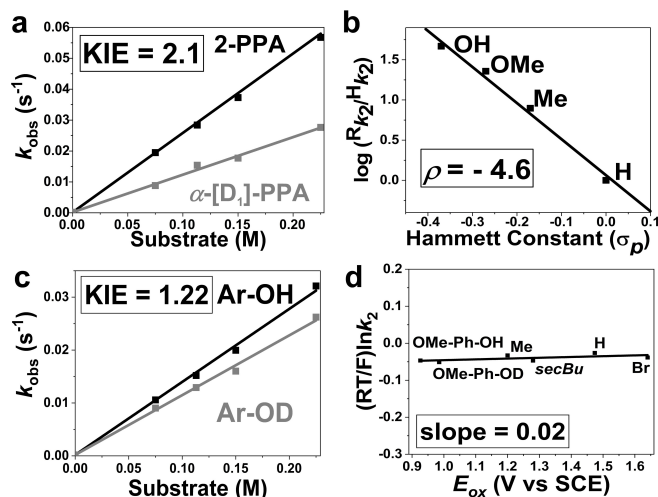 a
KIE = 2.1
2-PPA
α-[D1]-PPA
0.06
0.05
0.04
0.03
0.02
0.01
0.00
0.00 0.05 0.10 0.15 0.20
kobs (s-1)
Substrate (M)
b
OH
OMe
Me
H
ρ = - 4.6
1.5
1.0
0.5
0.0
-0.4 -0.3 -0.2 -0.1 0.0 0.1
log (Rk2/Hk2)
Hammett Constant (σp)
c
KIE = 1.22
Ar-OH
Ar-OD
0.03
0.02
0.01
0.00
0.00 0.05 0.10 0.15 0.20
kobs (s-1)
Substrate (M)
d
OMe-Ph-OH
Me
H
OMe-Ph-OD
secBu
Br
slope = 0.02
0.2
0.1
0.0
-0.1
-0.2
-0.3
0.9 1.0 1.1 1.2 1.3 1.4 1.5 1.6
(RT/F)lnk2
Eox (V vs SCE)